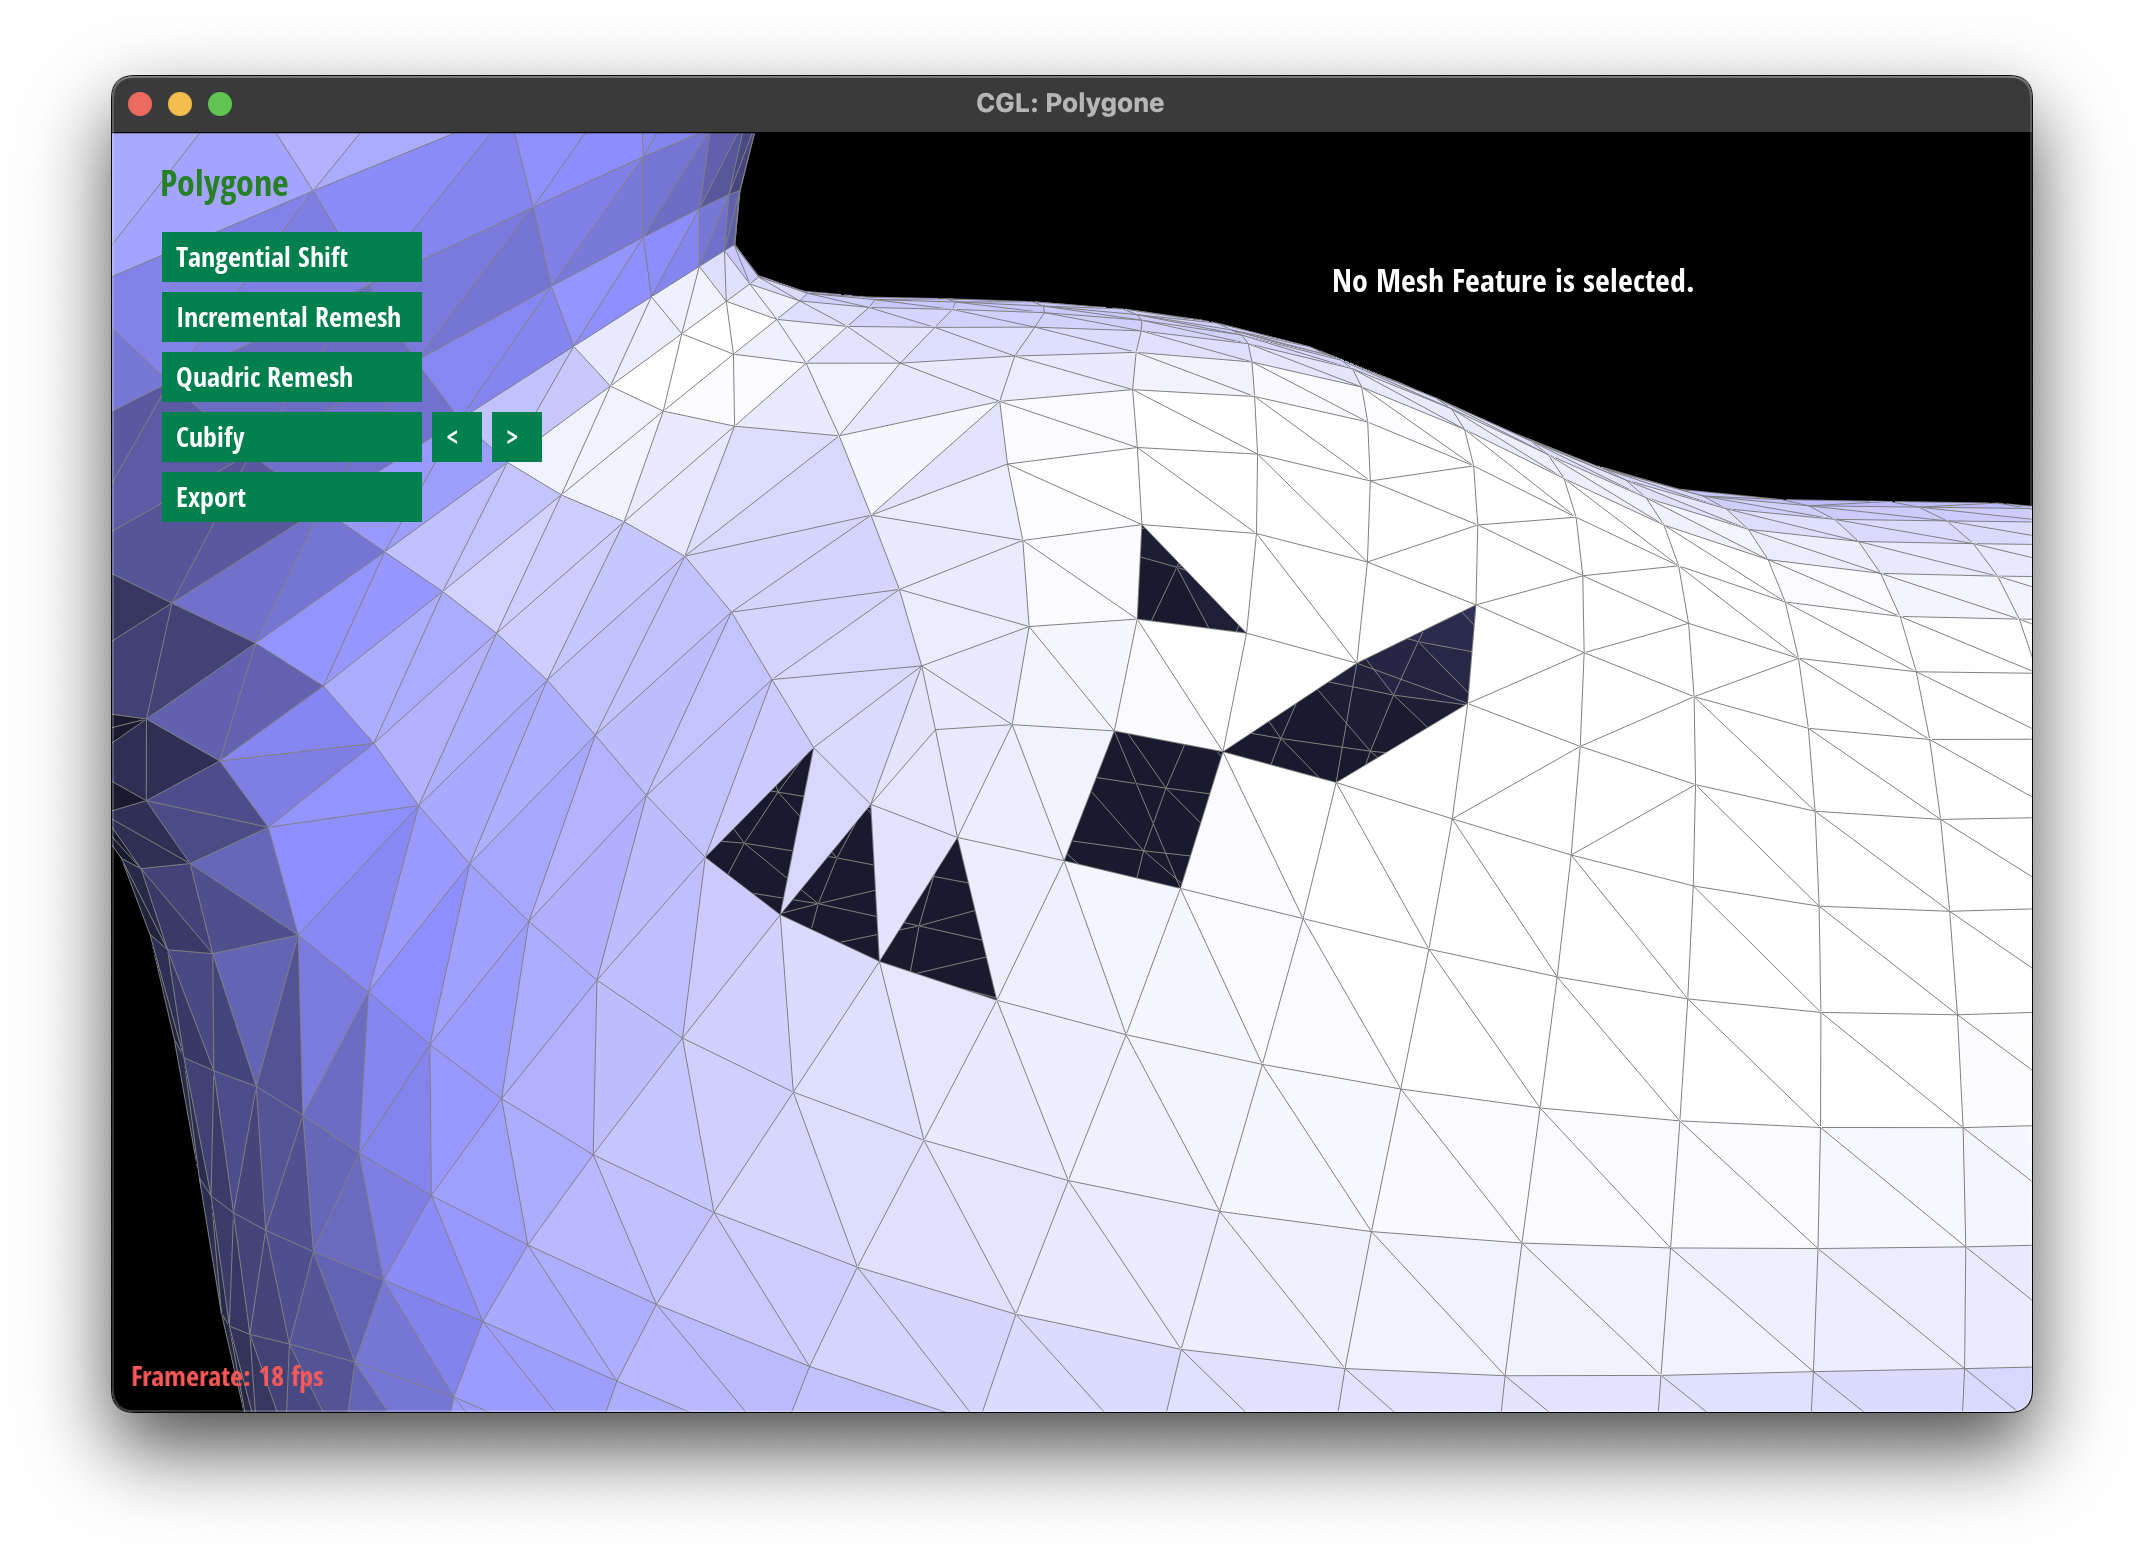 CGL: Polygone
Polygone
Tangential Shift
Incremental Remesh
Quadric Remesh
Cubify < >
Export
No Mesh Feature is selected.
Framerate: 18 fps